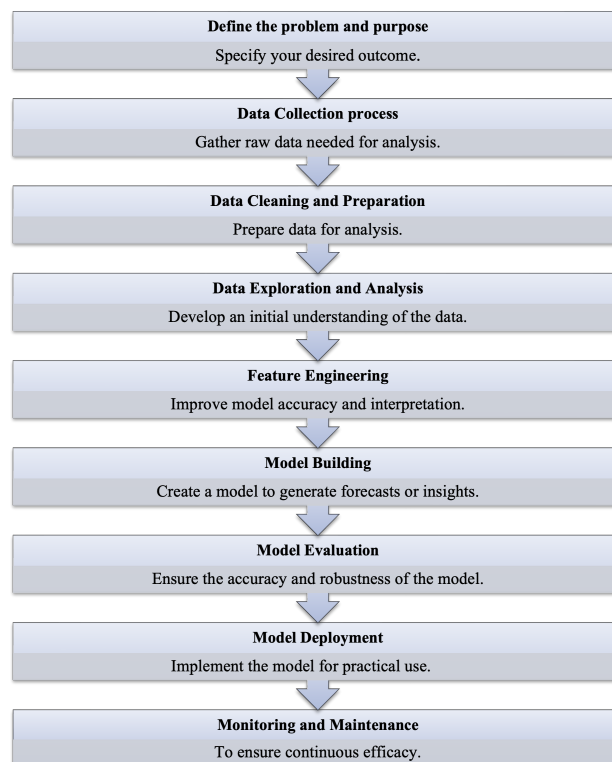 Define the problem and purpose
Specify your desired outcome.
Data Collection process
Gather raw data needed for analysis.
Data Cleaning and Preparation
Prepare data for analysis.
Data Exploration and Analysis
Develop an initial understanding of the data.
Feature Engineering
Improve model accuracy and interpretation.
Model Building
Create a model to generate forecasts or insights.
Model Evaluation
Ensure the accuracy and robustness of the model.
Model Deployment
Implement the model for practical use.
Monitoring and Maintenance
To ensure continuous efficacy.